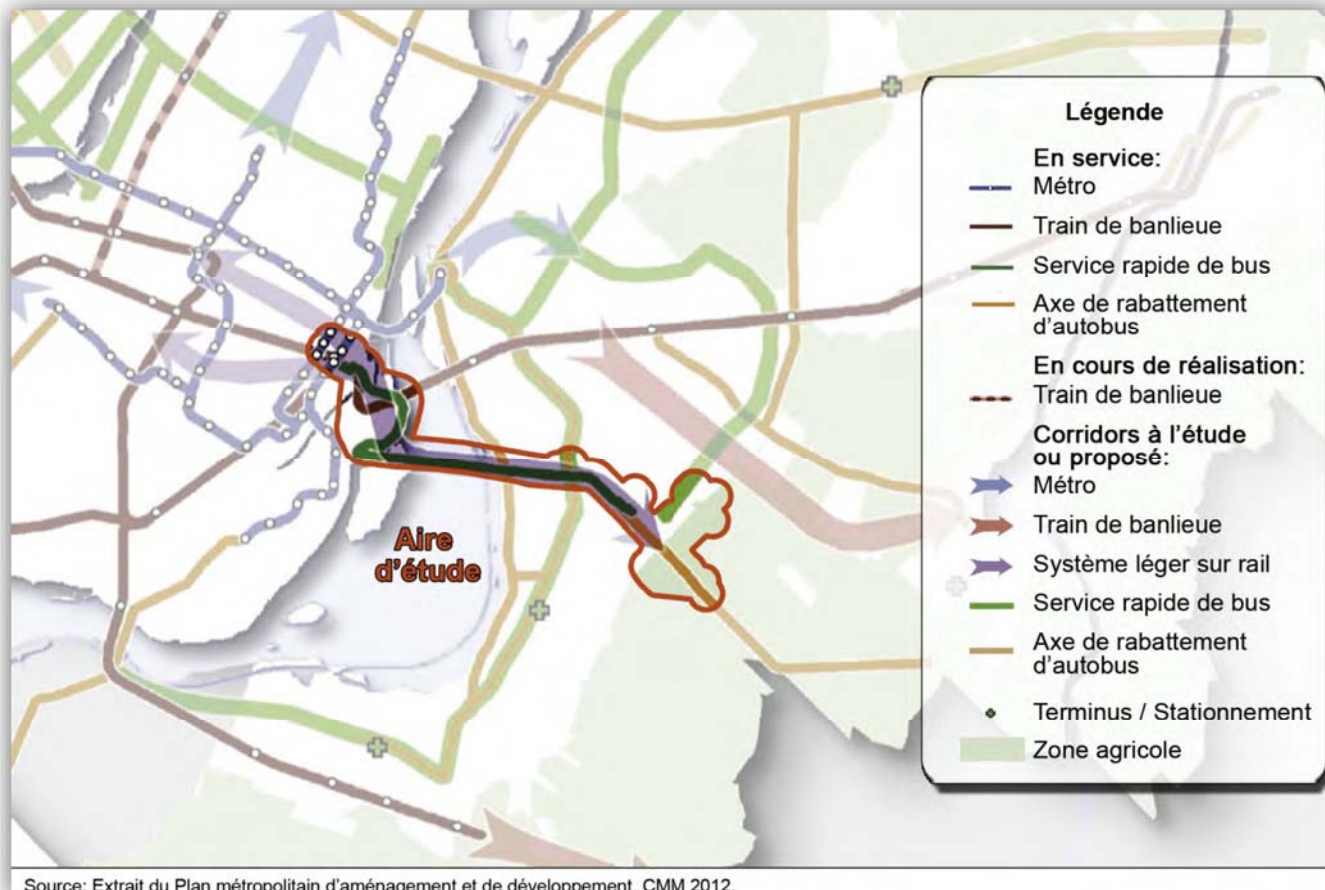 Légende
En service:
Métro
Train de banlieue
Service rapide de bus
Axe de rabattement
d'autobus
En cours de réalisation:
Train de banlieue
Corridors à l'étude
ou proposé:
Métro
Train de banlieue
Système léger sur rail
Service rapide de bus
Axe de rabattement
d'autobus
Terminus / Stationnement
Zone agricole
Aire
d'étude
Source: Extrait du Plan métropolitain d'aménagement et de développement, CMM 2012.